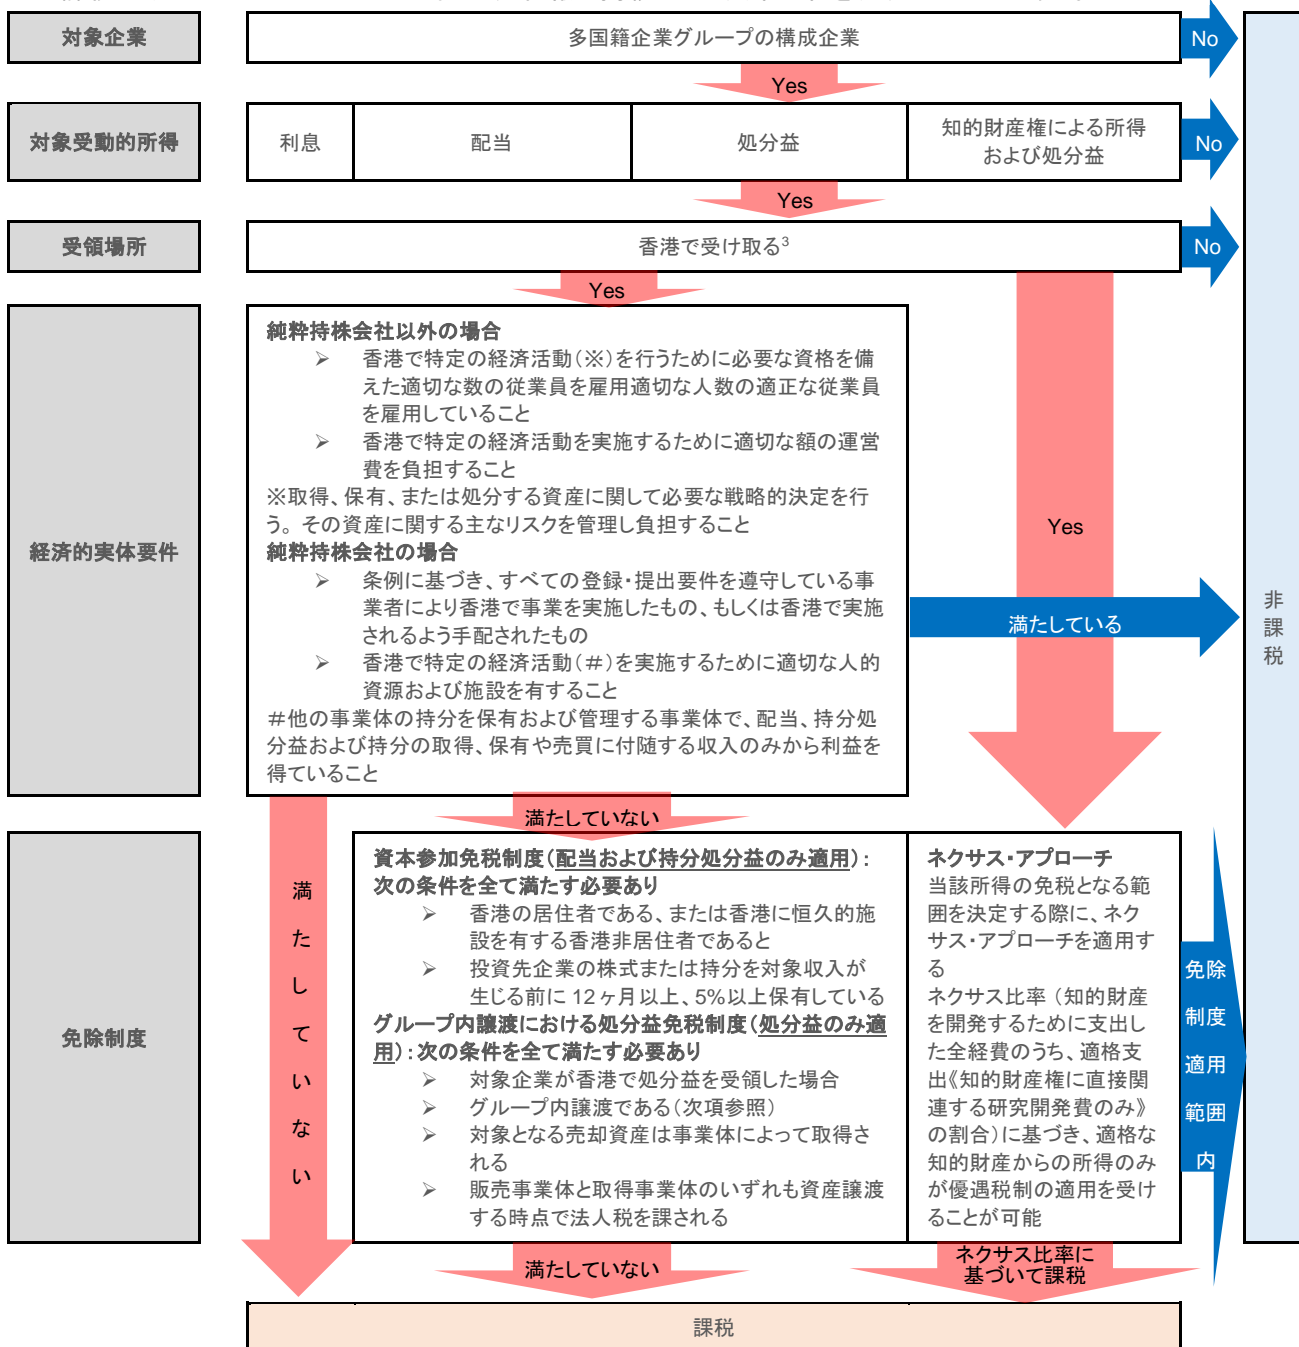 対象企業
多国籍企業グループの構成企業
No
Yes
対象受動的所得
利息
配当
処分益
知的財産権による所得
および処分益
No
Yes
受領場所
香港で受け取る3
No
Yes
経済的実体要件
純粋持株会社以外の場合
➢ 香港で特定の経済活動(※)を行うために必要な資格を備
えた適切な数の従業員を雇用適切な人数の適正な従業員
を雇用していること
➢ 香港で特定の経済活動を実施するために適切な額の運営
費を負担すること
※取得、保有、または処分する資産に関して必要な戦略的決定を行
う。その資産に関する主なリスクを管理し負担すること
純粋持株会社の場合
➢ 条例に基づき、すべての登録・提出要件を遵守している事
業者により香港で事業を実施したもの、もしくは香港で実施
されるよう手配されたもの
➢ 香港で特定の経済活動(#)を実施するために適切な人的
資源および施設を有すること
#他の事業体の持分を保有および管理する事業体で、配当、持分処
分益および持分の取得、保有や売買に付随する収入のみから利益を
得ていること
Yes
満たしている
非
課
税
満たしていない
満
た
し
て
い
な
い
免除制度
資本参加免税制度(配当および持分処分益のみ適用):
次の条件を全て満たす必要あり
➢ 香港の居住者である、または香港に恒久的施
設を有する香港非居住者であると
➢ 投資先企業の株式または持分を対象収入が
生じる前に 12ヶ月以上、5%以上保有している
グループ内譲渡における処分益免税制度(処分益のみ適
用):次の条件を全て満たす必要あり
➢ 対象企業が香港で処分益を受領した場合
➢ グループ内譲渡である(次項参照)
➢ 対象となる売却資産は事業体によって取得さ
れる
➢ 販売事業体と取得事業体のいずれも資産譲渡
する時点で法人税を課される
ネクサス・アプローチ
当該所得の免税となる範
囲を決定する際に、ネク
サス・アプローチを適用す
る
ネクサス比率(知的財産
を開発するために支出し
た全経費のうち、適格支
出《知的財産権に直接関
連する研究開発費のみ》
の割合)に基づき、適格な
知的財産からの所得のみ
が優遇税制の適用を受け
ることが可能
免除
制度
適用
範囲
内
満たしていない
ネクサス比率に
基づいて課税
課税